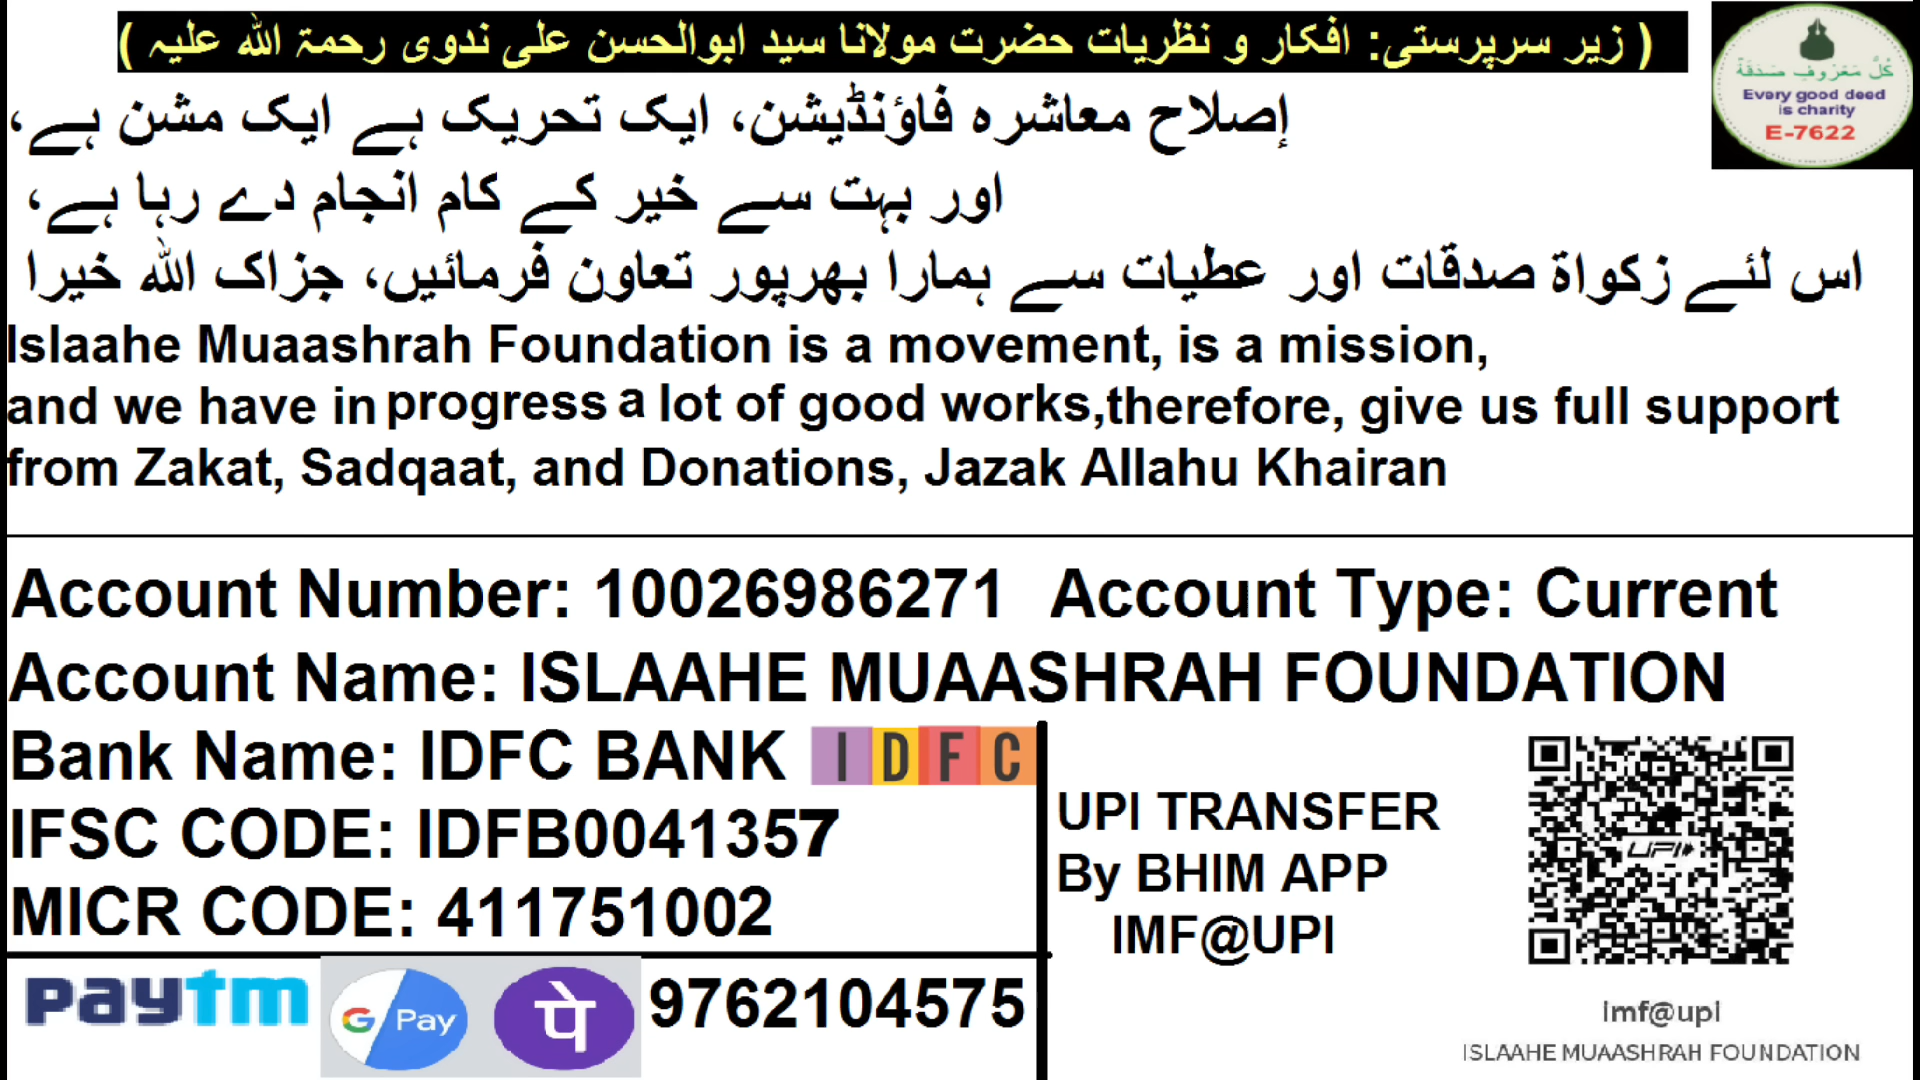 ( زیر سرپرستی: افکار و نظریات حضرت مولانا سید ابوالحسن علی ندوی رحمۃ اللہ علیہ )
كُلُّ مَعْرُوفٍ صَدَقَةٌ
Every good deed
is charity
E-7622
إصلاح معاشرہ فاؤنڈیشن، ایک تحریک ہے ایک مشن ہے،
اور بہت سے خیر کے کام انجام دے رہا ہے،
اس لئے زکواۃ صدقات اور عطیات سے ہمارا بھرپور تعاون فرمائیں، جزاک اللہ خیرا
Islaahe Muaashrah Foundation is a movement, is a mission,
and we have in progress a lot of good works,therefore, give us full support
from Zakat, Sadqaat, and Donations, Jazak Allahu Khairan
Account Number: 10026986271 Account Type: Current
Account Name: ISLAAHE MUAASHRAH FOUNDATION
Bank Name: IDFC BANK IDFC
IFSC CODE: IDFB0041357
MICR CODE: 411751002
paytm G Pay पे 9762104575
UPI TRANSFER
By BHIM APP
IMF@UPI
UPI
imf@upi
ISLAAHE MUAASHRAH FOUNDATION